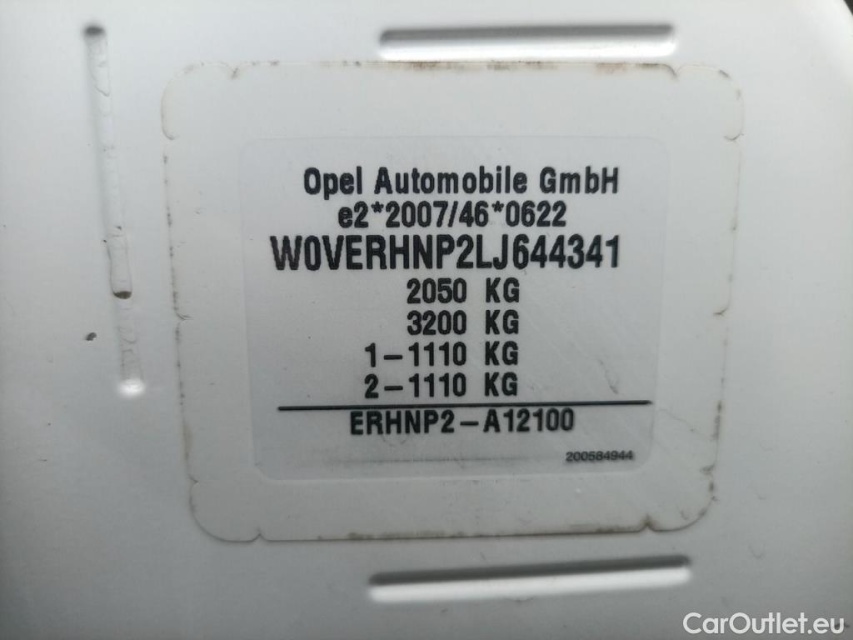 Opel Automobile GmbH
e2*2007/46*0622
W0VERHNP2LJ644341
2050 KG
3200 KG
1-1110 KG
2-1110 KG
ERHNP2-A12100
200584944
CarOutlet.eu